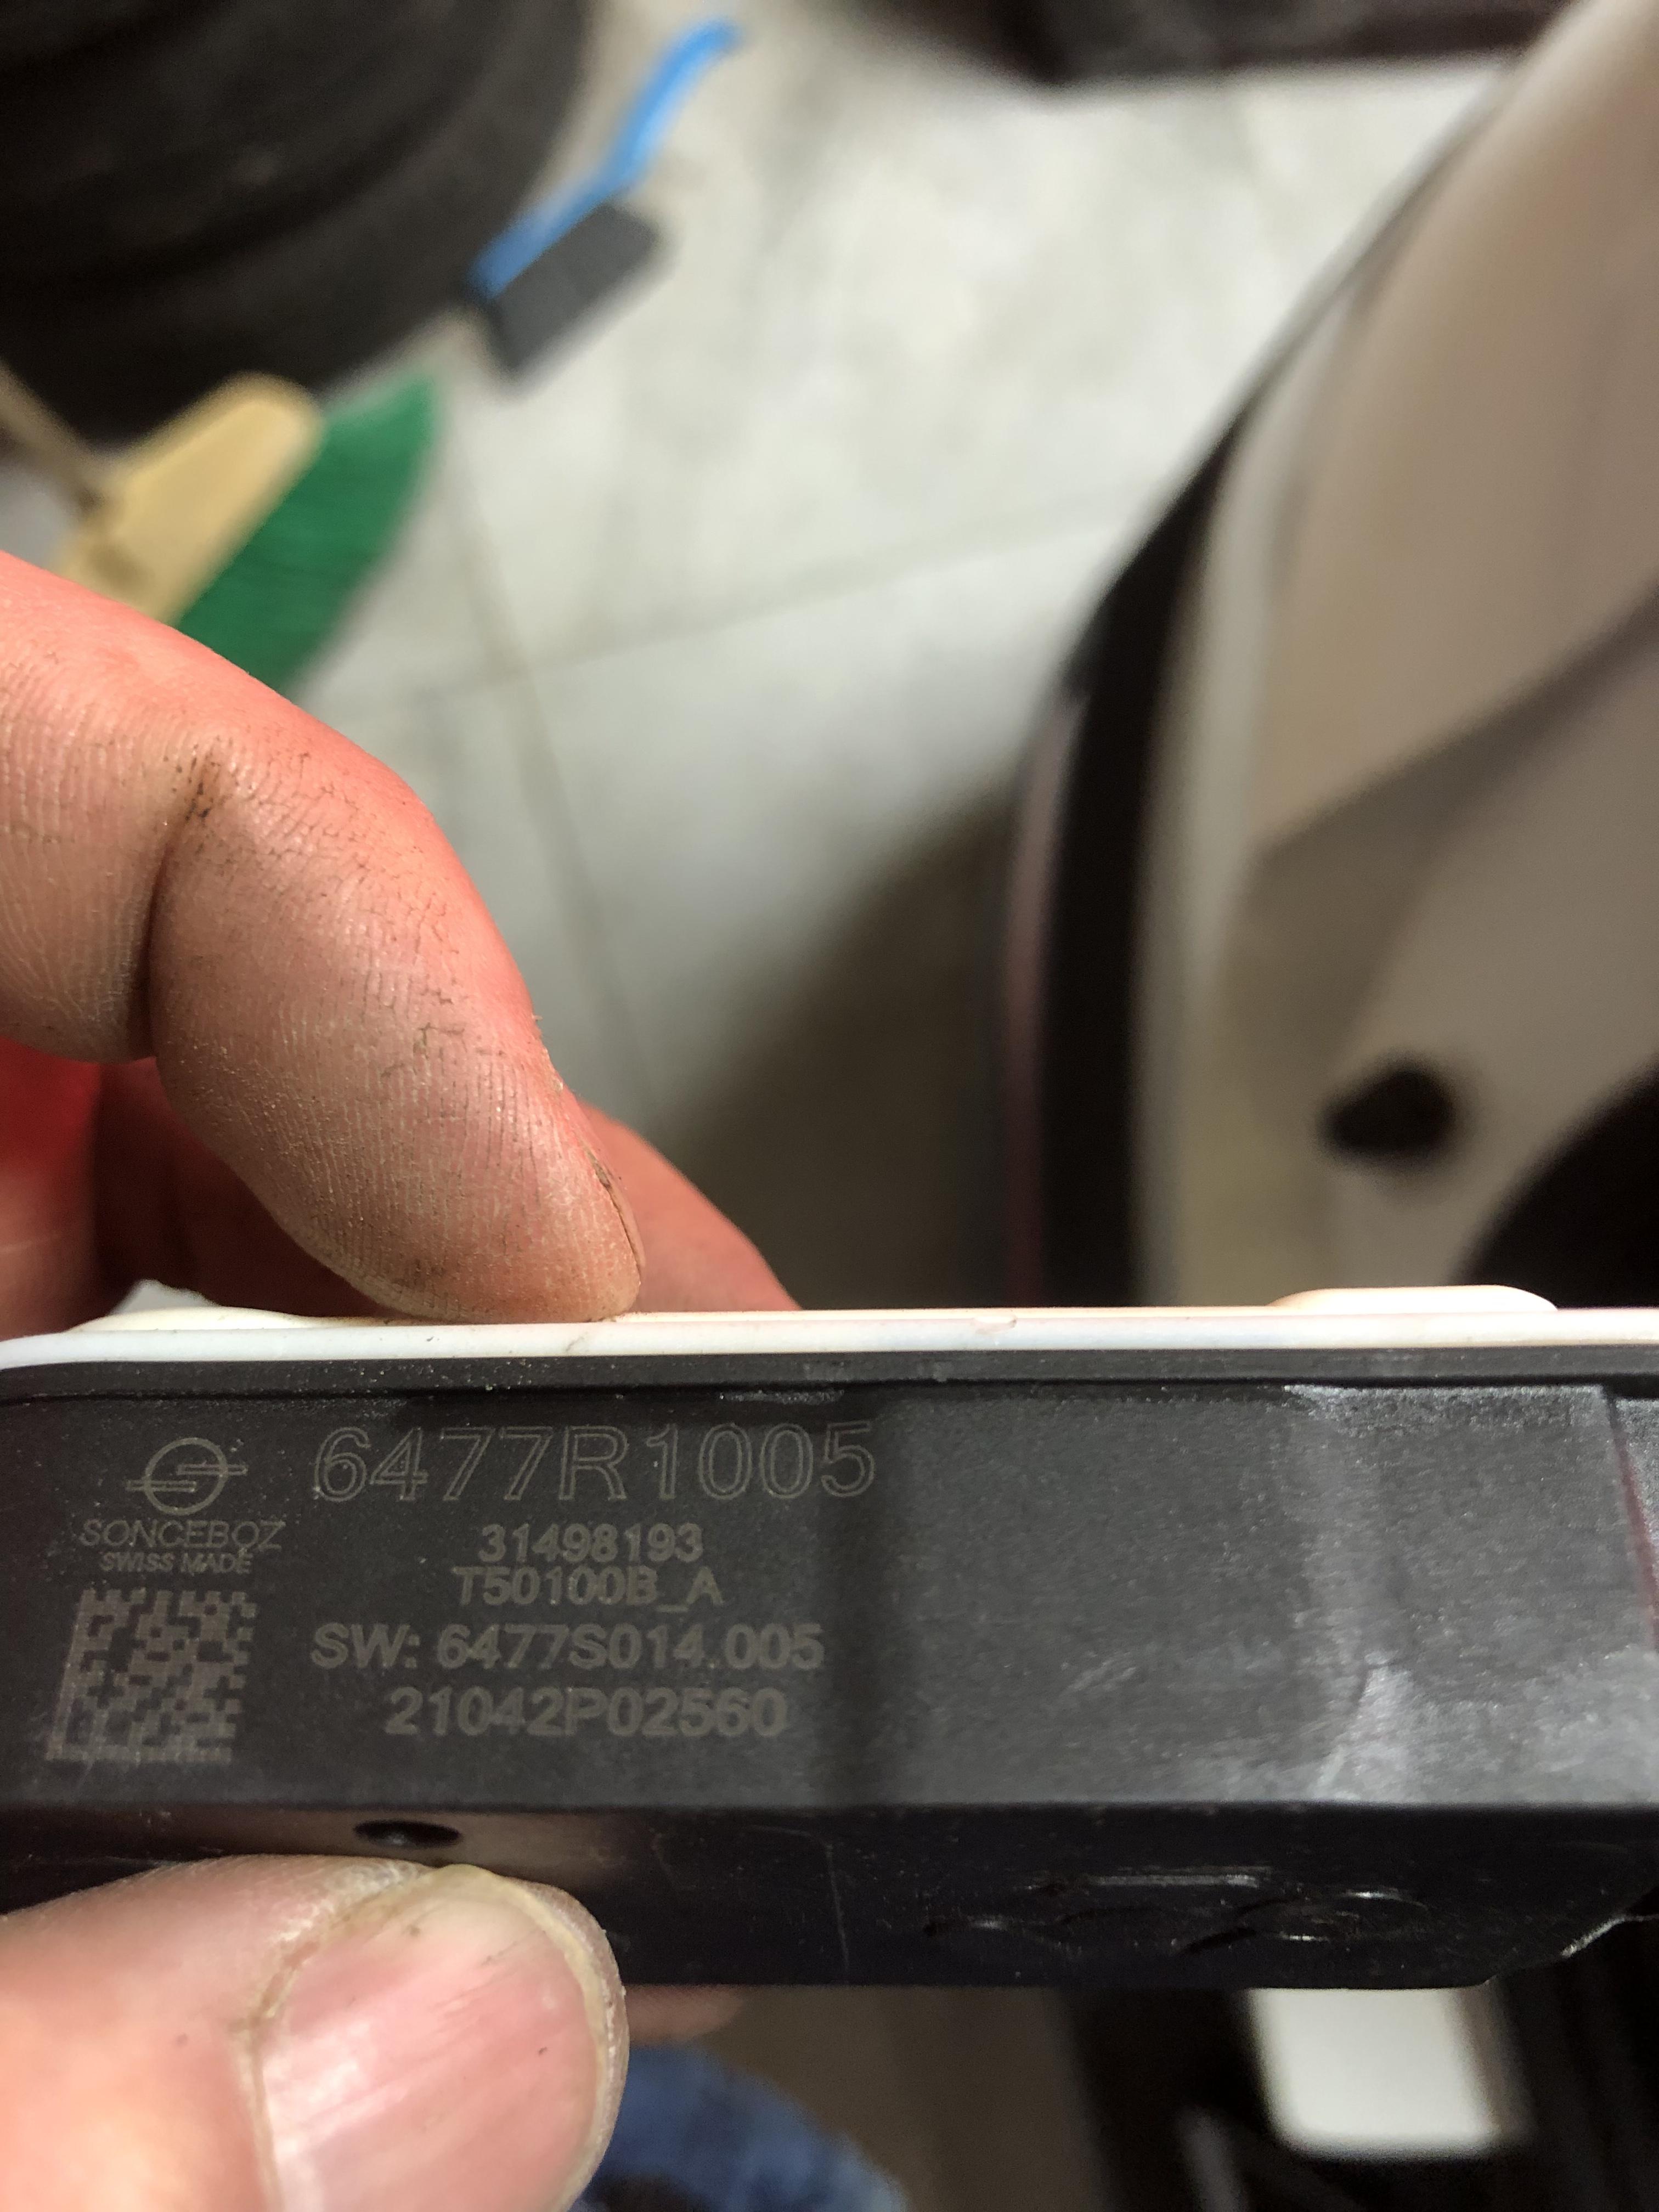 6477R1005
SONCEBOZ
SWISS MADE
31498193
T50100B_A
SW: 6477S014.005
21042P02560